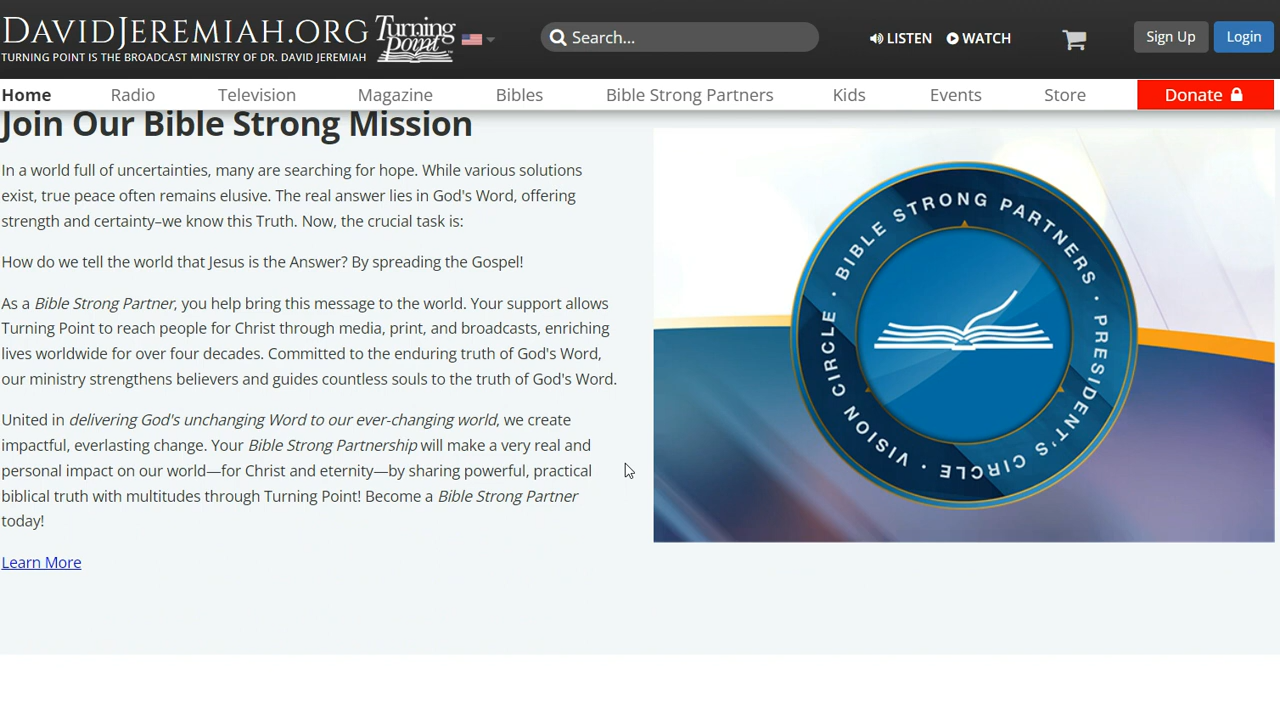 DAVIDJEREMIAH.ORG
TURNING POINT IS THE BROADCAST MINISTRY OF DR. DAVID JEREMIAH
Turning
Point
Search...
LISTEN WATCH
Sign Up
Login
Home Radio Television Magazine Bibles Bible Strong Partners Kids Events Store Donate
Join Our Bible Strong Mission
In a world full of uncertainties, many are searching for hope. While various solutions
exist, true peace often remains elusive. The real answer lies in God's Word, offering
strength and certainty–we know this Truth. Now, the crucial task is:
How do we tell the world that Jesus is the Answer? By spreading the Gospel!
As a Bible Strong Partner, you help bring this message to the world. Your support allows
Turning Point to reach people for Christ through media, print, and broadcasts, enriching
lives worldwide for over four decades. Committed to the enduring truth of God's Word,
our ministry strengthens believers and guides countless souls to the truth of God's Word.
United in delivering God's unchanging Word to our ever-changing world, we create
impactful, everlasting change. Your Bible Strong Partnership will make a very real and
personal impact on our world—for Christ and eternity—by sharing powerful, practical
biblical truth with multitudes through Turning Point! Become a Bible Strong Partner
today!
Learn More
BIBLE STRONG PARTNERS · PRESIDENT'S CIRCLE · VISION CIRCLE ·